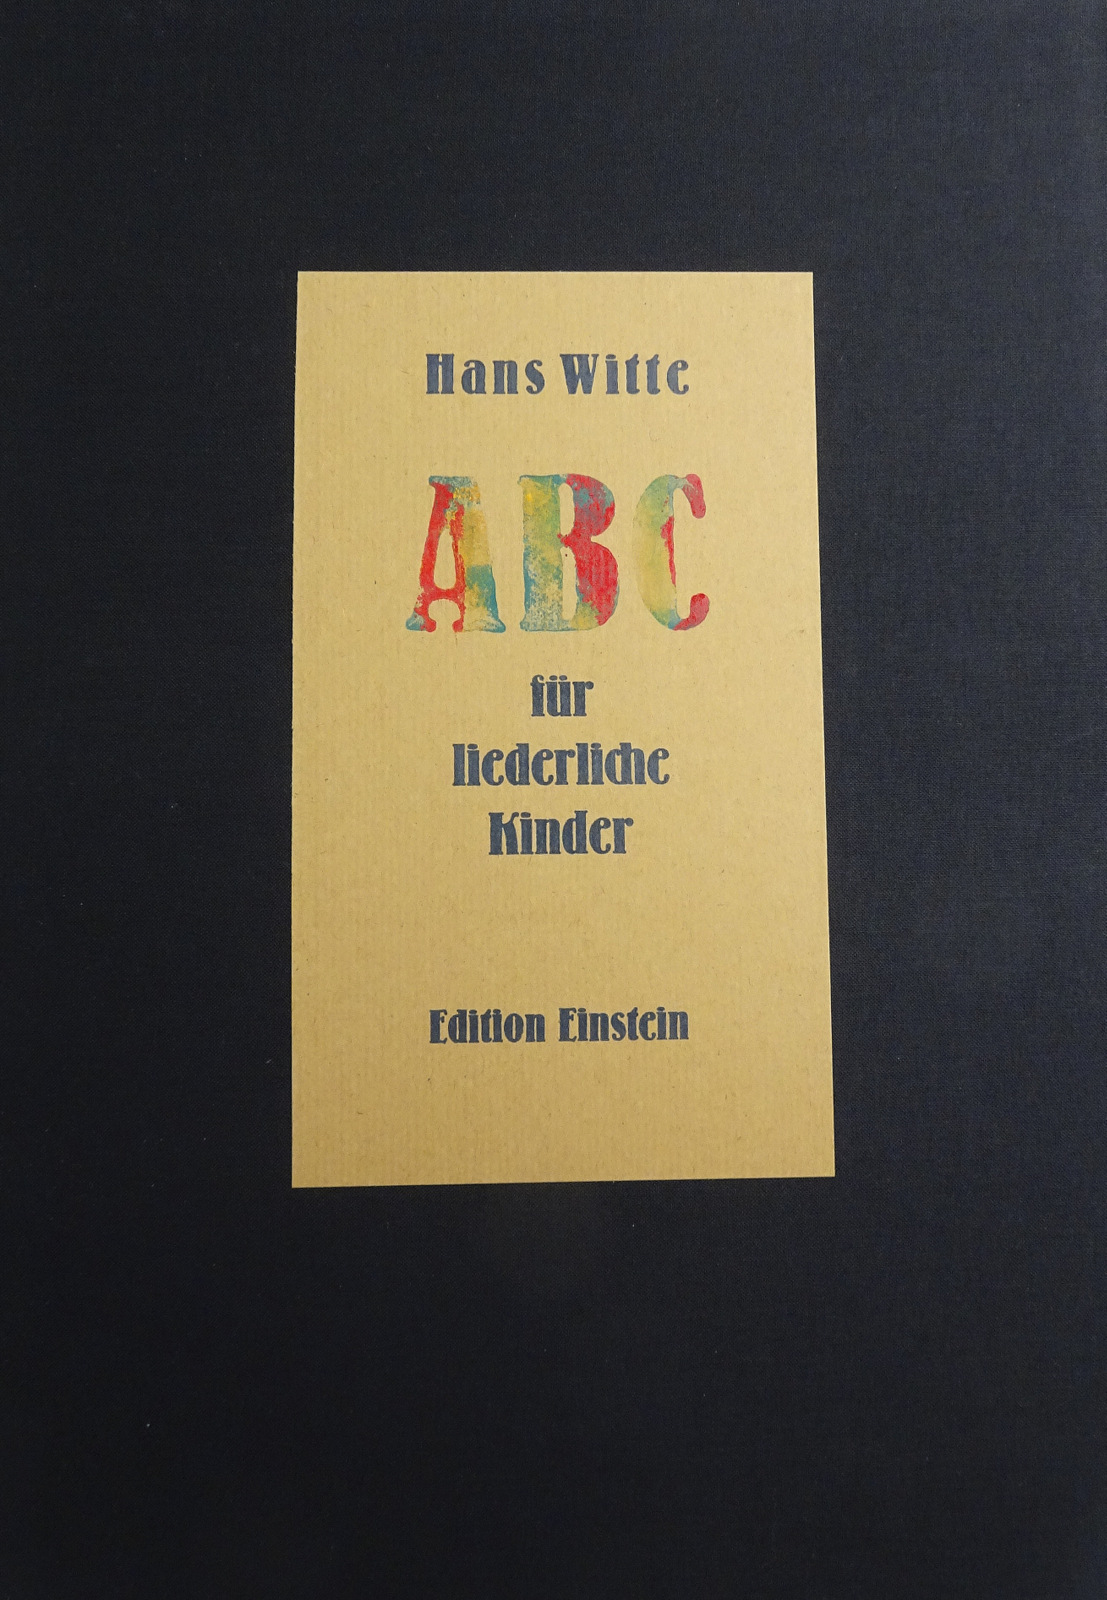 Hans Witte
ABC
für
liederliche
Kinder
Edition Einstein